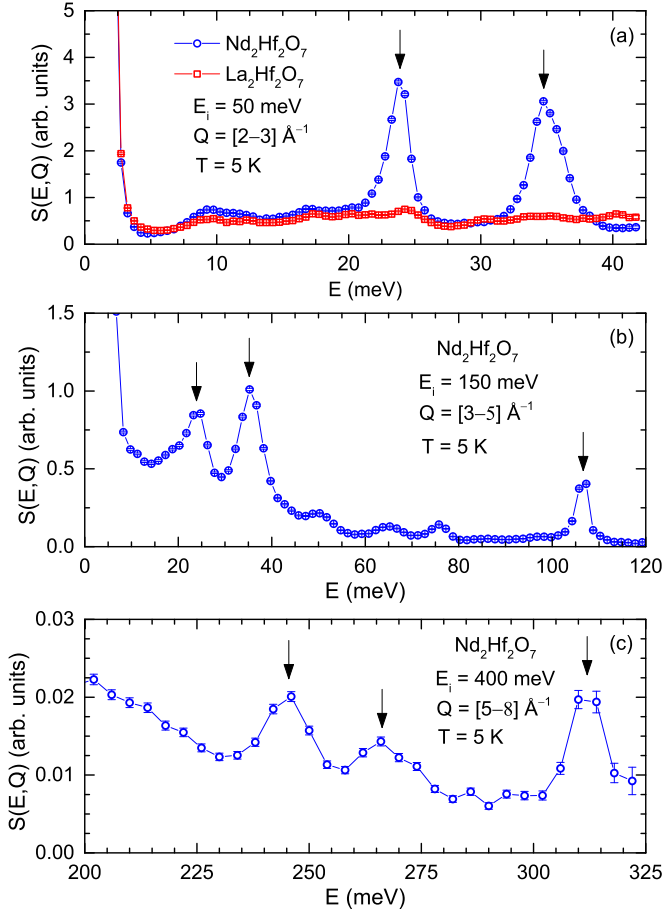 5
4
3
2
1
0
S(E,Q) (arb. units)
Nd₂Hf₂O₇
La₂Hf₂O₇
Eᵢ = 50 meV
Q = [2–3] Å⁻¹
T = 5 K
(a)
0 10 20 30 40
E (meV)
1.5
1.0
0.5
0.0
S(E,Q) (arb. units)
(b)
Nd₂Hf₂O₇
Eᵢ = 150 meV
Q = [3–5] Å⁻¹
T = 5 K
0 20 40 60 80 100 120
E (meV)
0.03
0.02
0.01
0.00
S(E,Q) (arb. units)
(c)
Nd₂Hf₂O₇
Eᵢ = 400 meV
Q = [5–8] Å⁻¹
T = 5 K
200 225 250 275 300 325
E (meV)